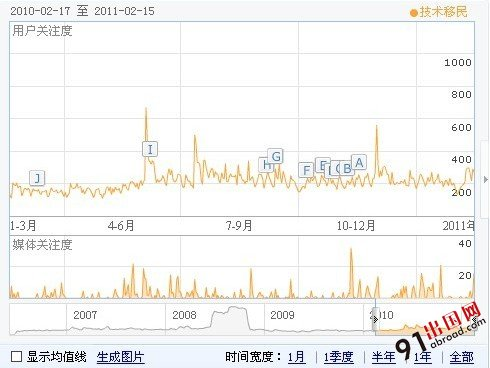 2010-02-17 至 2011-02-15 技术移民
用户关注度
1000
800
600
400
200
J I H G F E D C B A
1-3月 4-6月 7-9月 10-12月 2011年
媒体关注度
40
20
2007 2008 2009 2010
91出国网
abroad.com
显示均值线 生成图片 时间宽度: 1月 | 1季度 | 半年 | 1年 | 全部